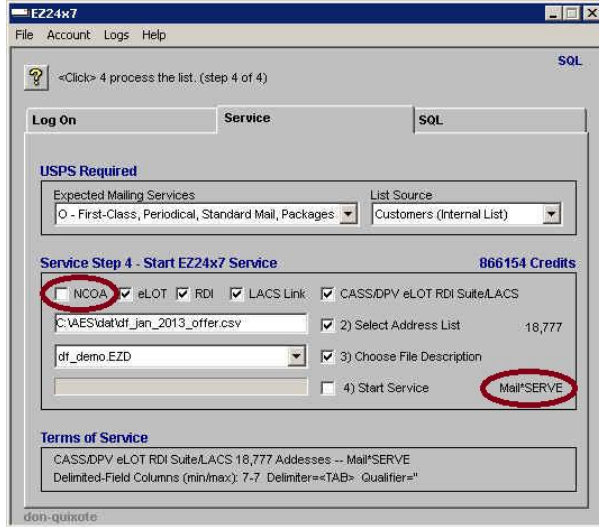 EZ24x7
File Account Logs Help
SQL
? <Click> 4 process the list. (step 4 of 4)
Log On Service SQL
USPS Required
Expected Mailing Services List Source
O - First-Class, Periodical, Standard Mail, Packages Customers (Internal List)
Service Step 4 - Start EZ24x7 Service 866154 Credits
NCOA eLOT RDI LACS Link CASS/DPV eLOT RDI Suite/LACS
C:\AES\dat\df_jan_2013_offer.csv 2) Select Address List 18,777
df_demo.EZD 3) Choose File Description
4) Start Service Mail*SERVE
Terms of Service
CASS/DPV eLOT RDI Suite/LACS 18,777 Addesses -- Mail*SERVE
Delimited-Field Columns (min/max): 7-7 Delimiter=<TAB> Qualifier="
don-quixote